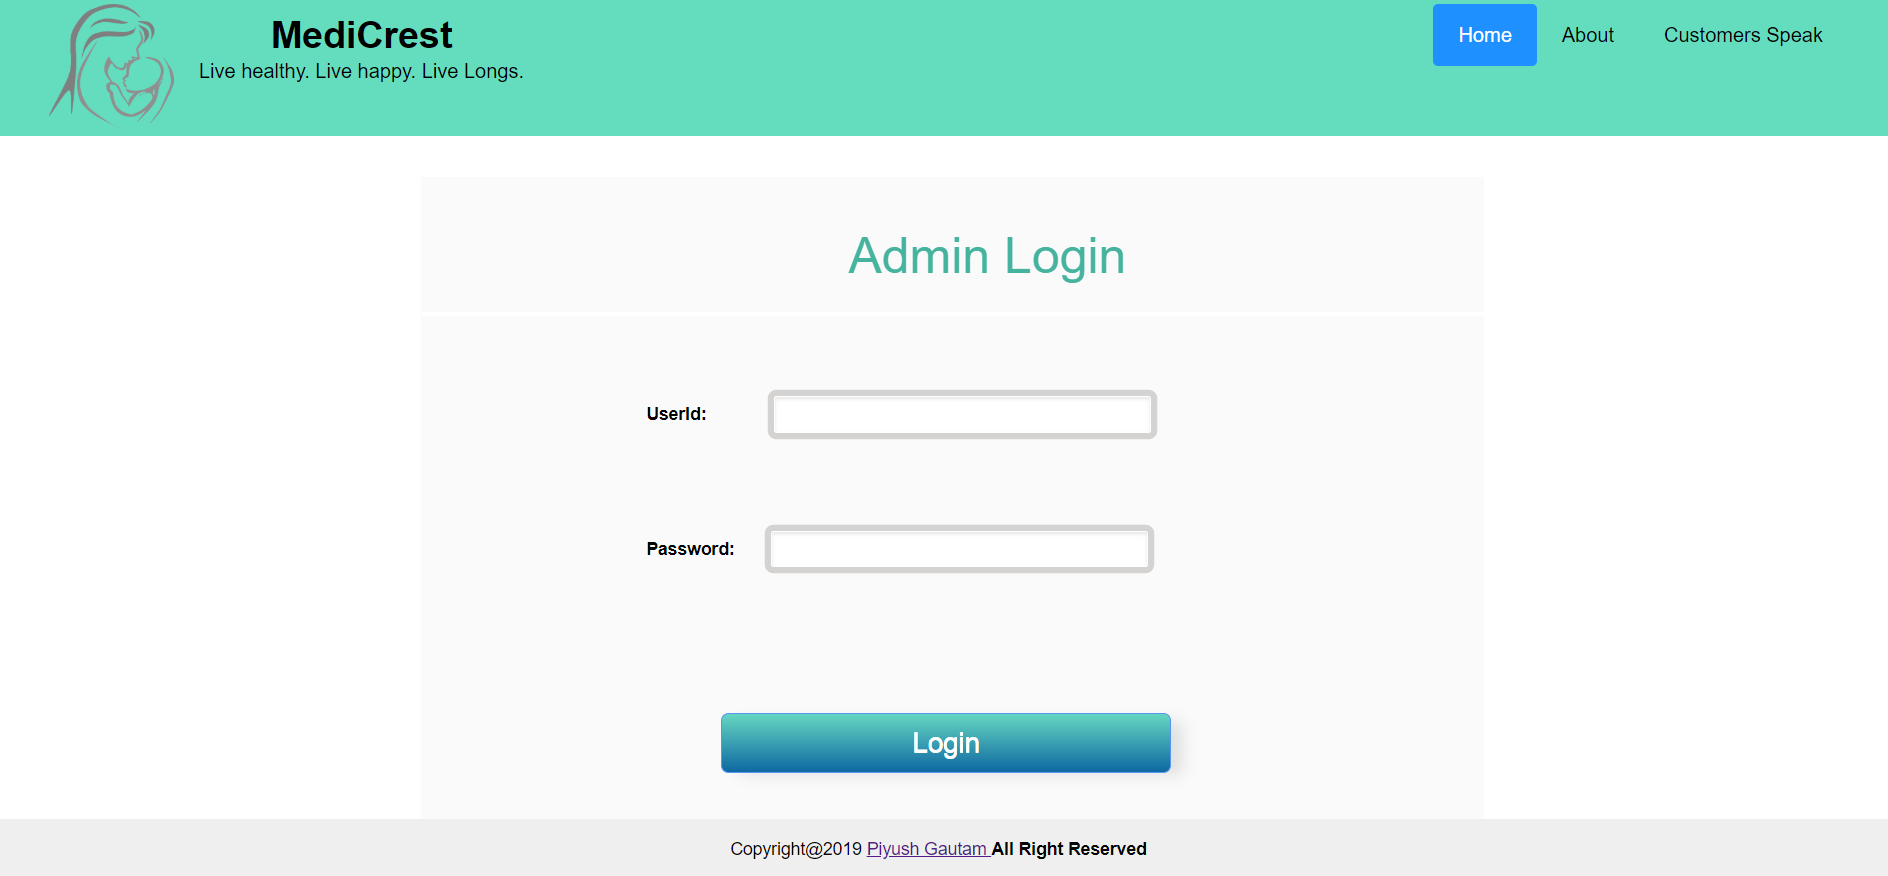 MediCrest
Live healthy. Live happy. Live Longs.
Home About Customers Speak
Admin Login
UserId:
Password:
Login
Copyright@2019 Piyush Gautam All Right Reserved